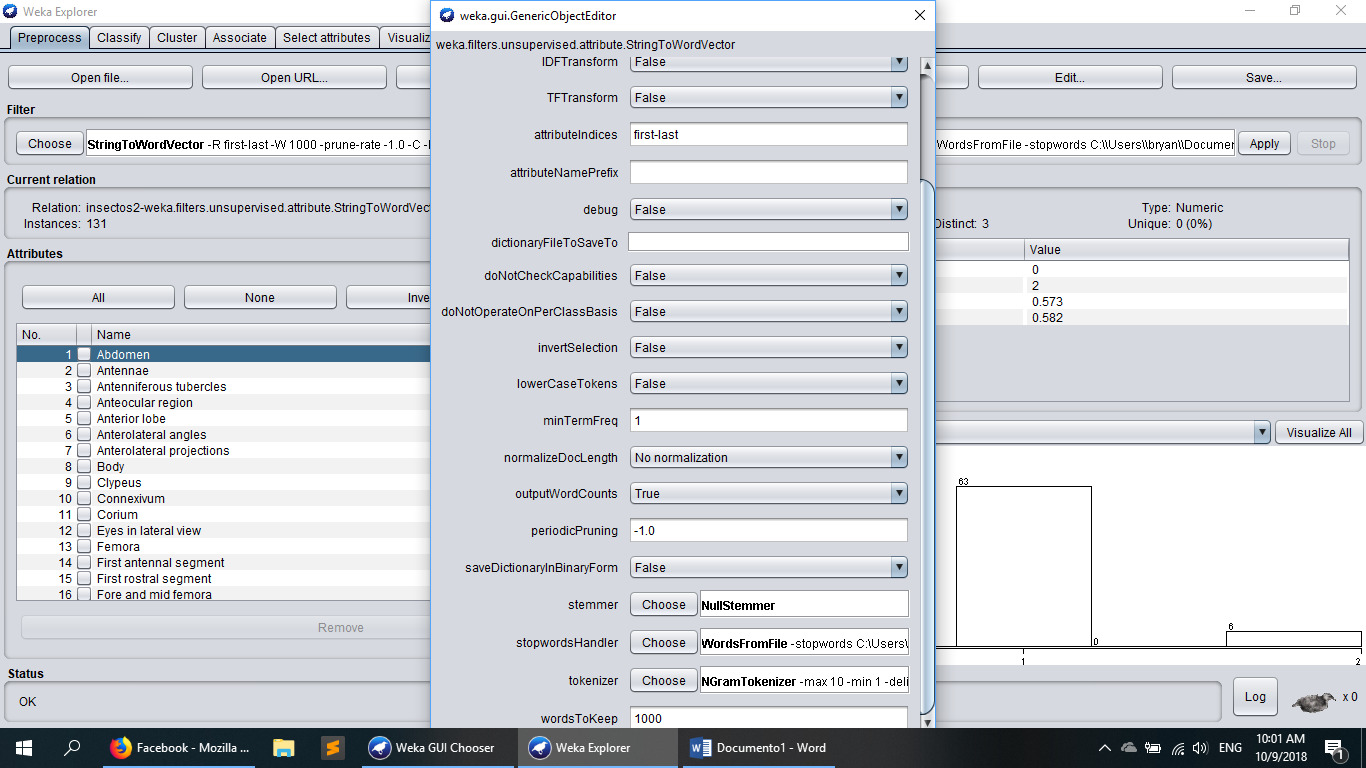 Weka Explorer
weka.gui.GenericObjectEditor
Preprocess Classify Cluster Associate Select attributes
weka.filters.unsupervised.attribute.StringToWordVector
Open file... Open URL... Edit... Save...
IDFTransform False
TFTransform False
Filter
Choose StringToWordVector -R first-last -W 1000 -prune-rate -1.0 -C WordsFromFile -stopwords C:\\Users\\bryan\\Documen Apply Stop
attributeIndices first-last
attributeNamePrefix
Current relation
Relation: insectos2-weka.filters.unsupervised.attribute.StringToWordVec
Instances: 131
Type: Numeric
Distinct: 3 Unique: 0 (0%)
debug False
dictionaryFileToSaveTo
Attributes
Value
0
2
0.573
0.582
doNotCheckCapabilities False
All None Inve
doNotOperateOnPerClassBasis False
No. Name
invertSelection False
1 Abdomen
2 Antennae
3 Antenniferous tubercles
4 Anteocular region
5 Anterior lobe
6 Anterolateral angles
7 Anterolateral projections
8 Body
9 Clypeus
10 Connexivum
11 Corium
12 Eyes in lateral view
13 Femora
14 First antennal segment
15 First rostral segment
16 Fore and mid femora
lowerCaseTokens False
minTermFreq 1
Visualize All
normalizeDocLength No normalization
outputWordCounts True
periodicPruning -1.0
saveDictionaryInBinaryForm False
stemmer Choose NullStemmer
stopwordsHandler Choose WordsFromFile -stopwords C:\Users\
tokenizer Choose NGramTokenizer -max 10 -min 1 -deli
wordsToKeep 1000
63
0
6
1
2
Remove
Status
OK
Log x 0
Facebook - Mozilla ... Weka GUI Chooser Weka Explorer Documento1 - Word ENG
10:01 AM
10/9/2018
1